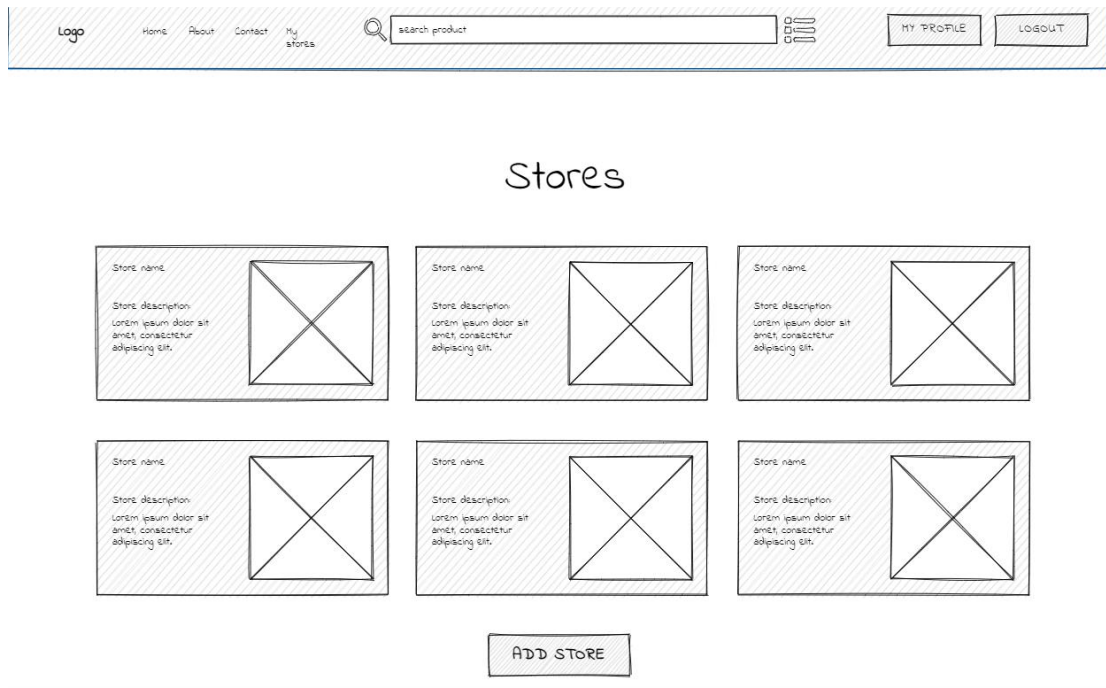 Logo
Home
About
Contact
My
stores
search product
MY PROFILE
LOGOUT
Stores
Store name
Store description:
Lorem ipsum dolor sit
amet, consectetur
adipiscing elit.
Store name
Store description:
Lorem ipsum dolor sit
amet, consectetur
adipiscing elit.
Store name
Store description:
Lorem ipsum dolor sit
amet, consectetur
adipiscing elit.
Store name
Store description:
Lorem ipsum dolor sit
amet, consectetur
adipiscing elit.
Store name
Store description:
Lorem ipsum dolor sit
amet, consectetur
adipiscing elit.
Store name
Store description:
Lorem ipsum dolor sit
amet, consectetur
adipiscing elit.
ADD STORE